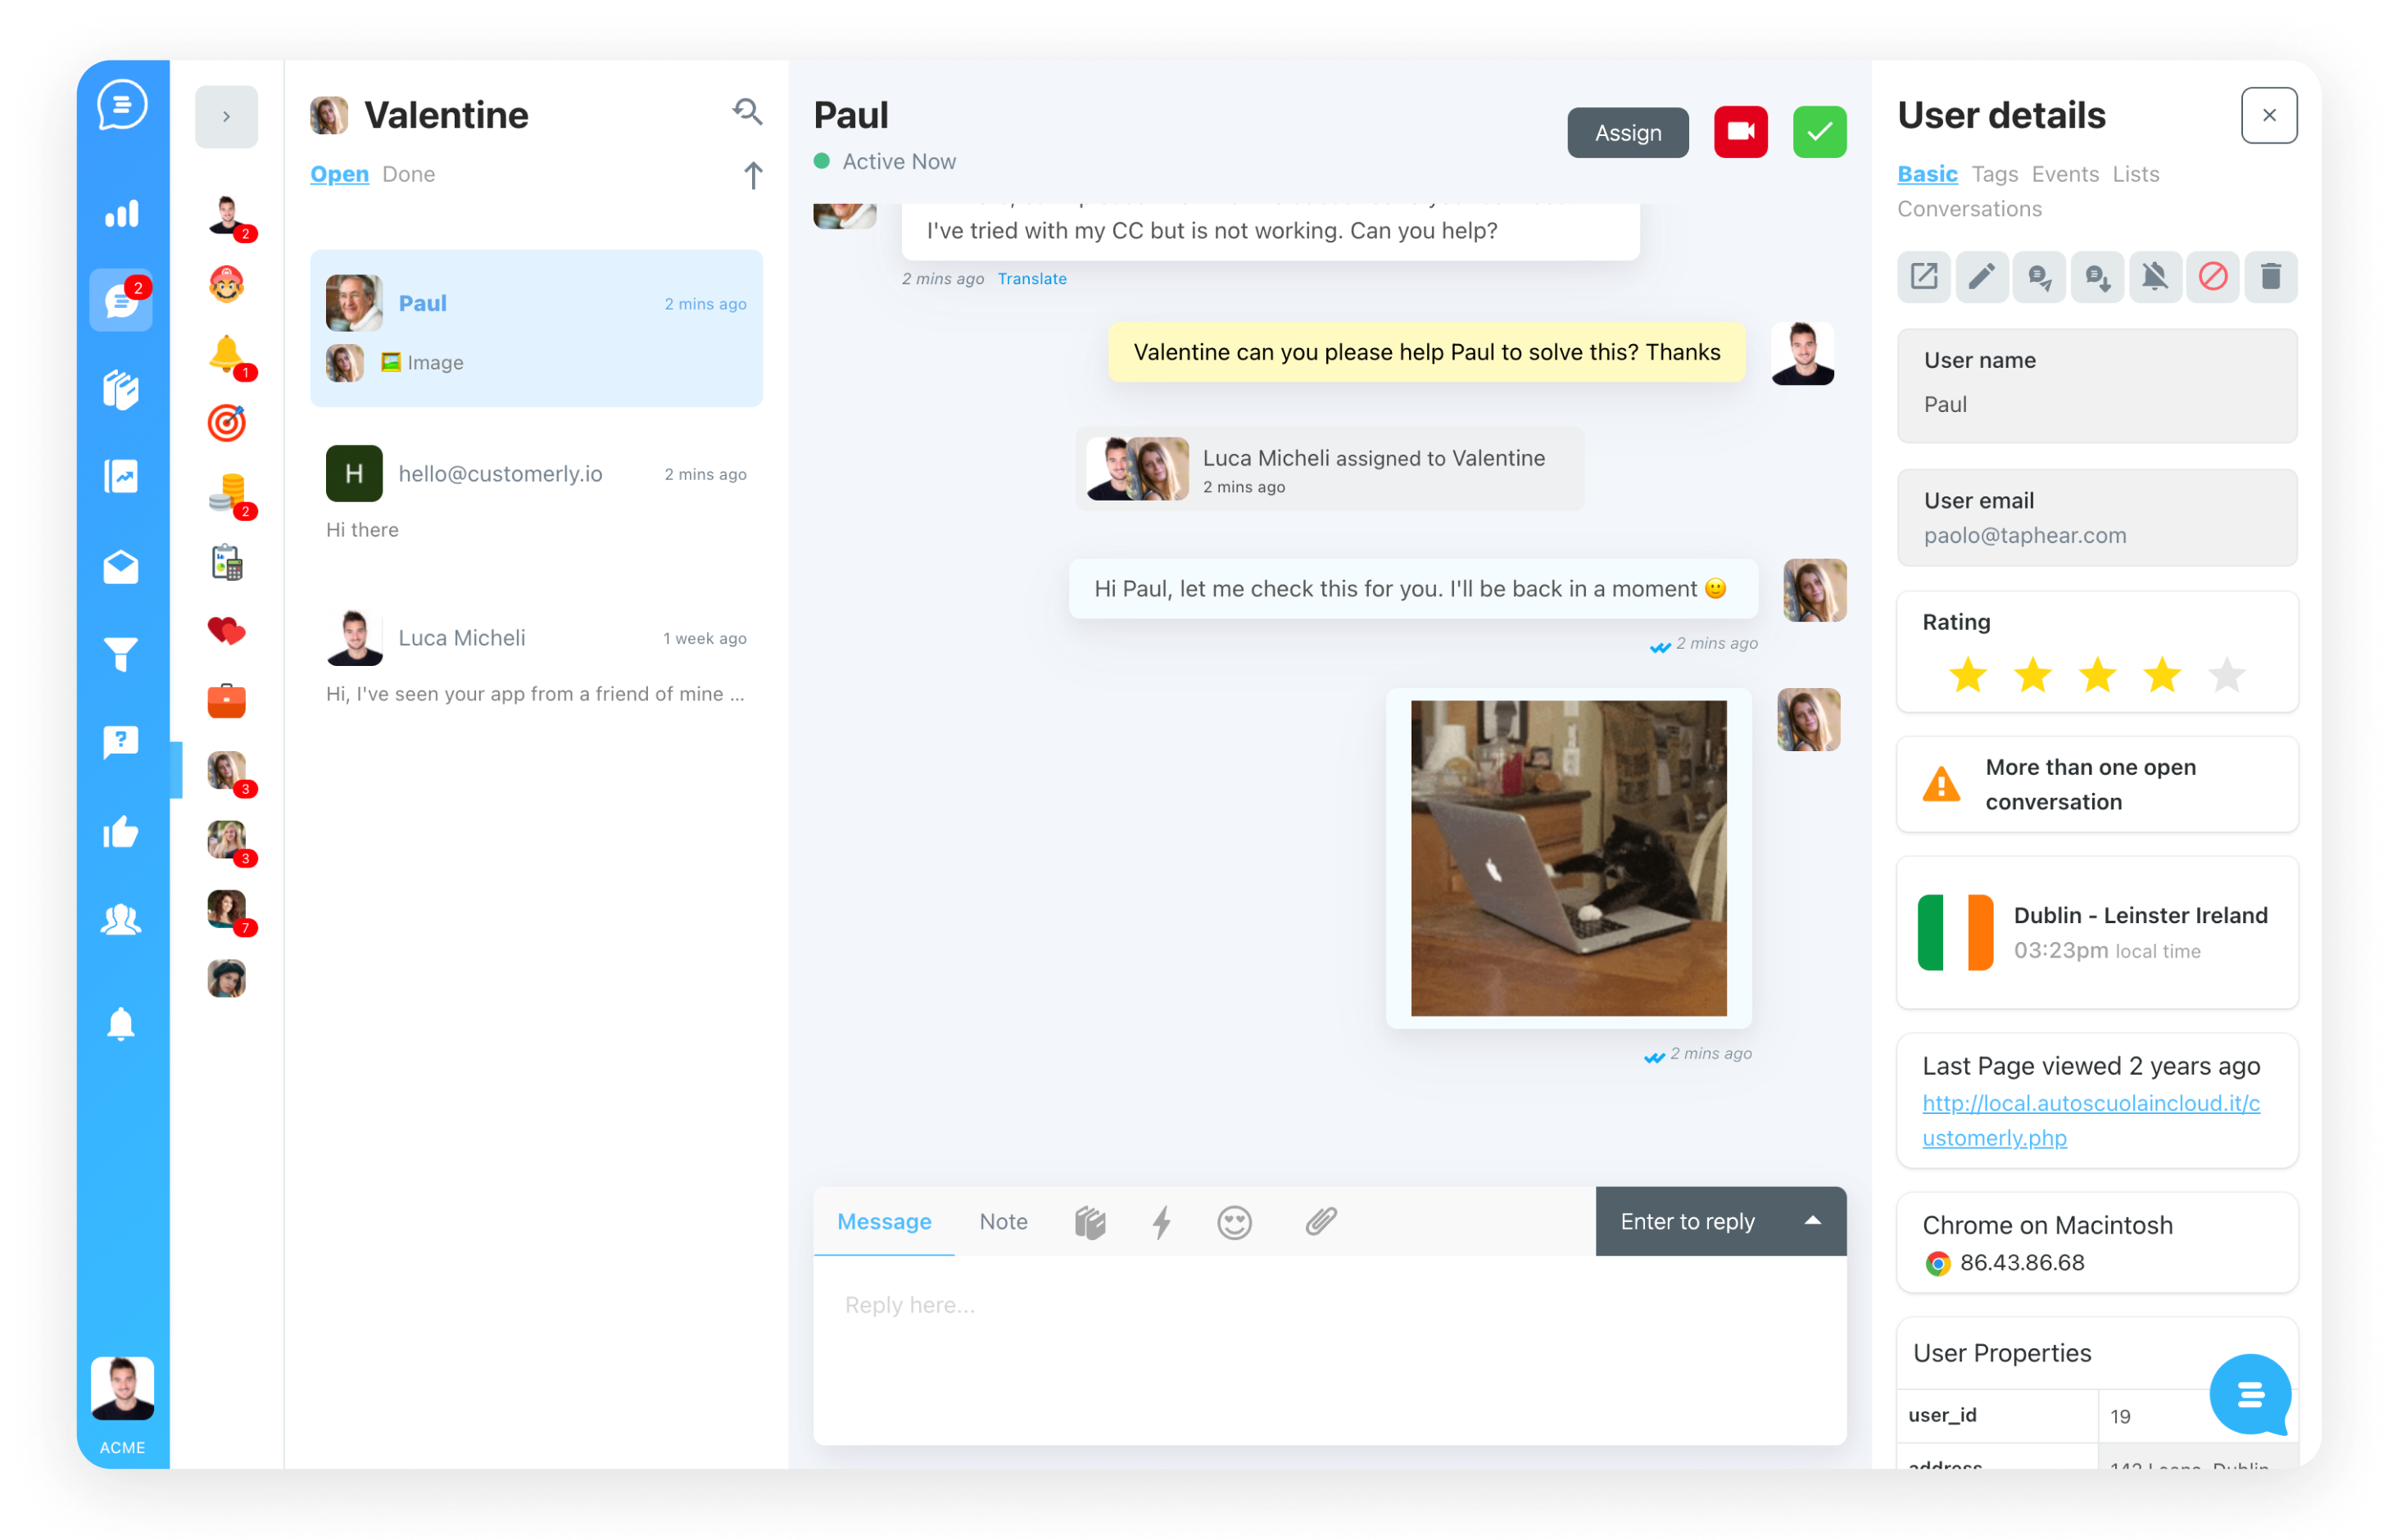 2
ACME
2
1
2
3
3
7
Valentine
Open Done
Paul
2 mins ago
Image
H
hello@customerly.io
2 mins ago
Hi there
Luca Micheli
1 week ago
Hi, I've seen your app from a friend of mine ...
Paul
Active Now
Assign
I've tried with my CC but is not working. Can you help?
2 mins ago Translate
Valentine can you please help Paul to solve this? Thanks
Luca Micheli assigned to Valentine
2 mins ago
Hi Paul, let me check this for you. I'll be back in a moment 🙂
2 mins ago
2 mins ago
Message Note
Enter to reply
Reply here...
User details
Basic Tags Events Lists
Conversations
User name
Paul
User email
paolo@taphear.com
Rating
More than one open
conversation
Dublin - Leinster Ireland
03:23pm local time
Last Page viewed 2 years ago
http://local.autoscuolaincloud.it/c
ustomerly.php
Chrome on Macintosh
86.43.86.68
User Properties
user_id 19
address